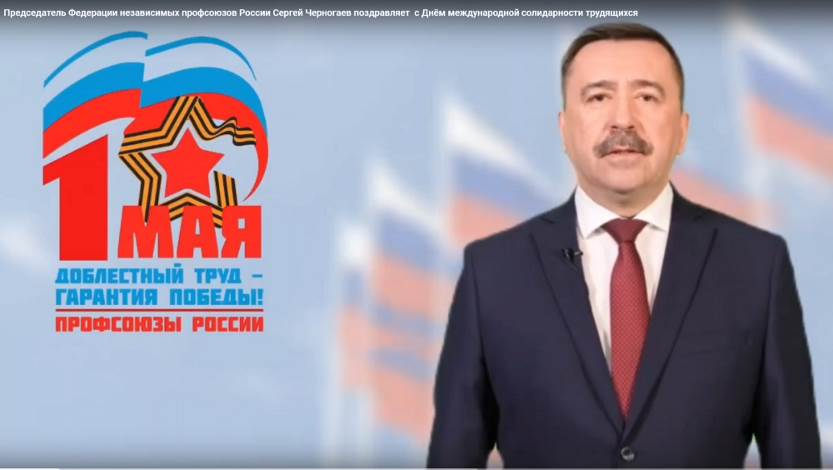 Председатель Федерации независимых профсоюзов России Сергей Черногаев поздравляет с Днём международной солидарности трудящихся
1 МАЯ
ДОБЛЕСТНЫЙ ТРУД –
ГАРАНТИЯ ПОБЕДЫ!
ПРОФСОЮЗЫ РОССИИ